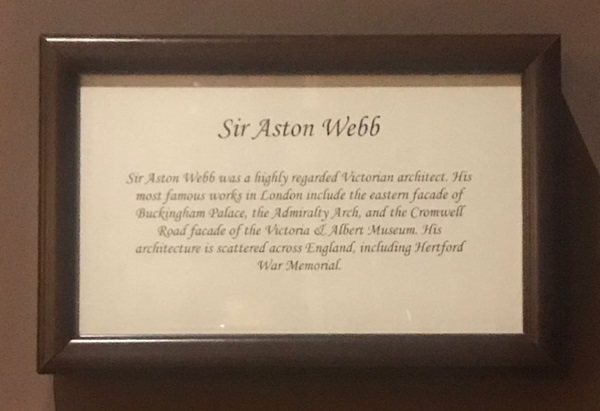 Sir Aston Webb
Sir Aston Webb was a highly regarded Victorian architect. His
most famous works in London include the eastern facade of
Buckingham Palace, the Admiralty Arch, and the Cromwell
Road facade of the Victoria & Albert Museum. His
architecture is scattered across England, including Hertford
War Memorial.